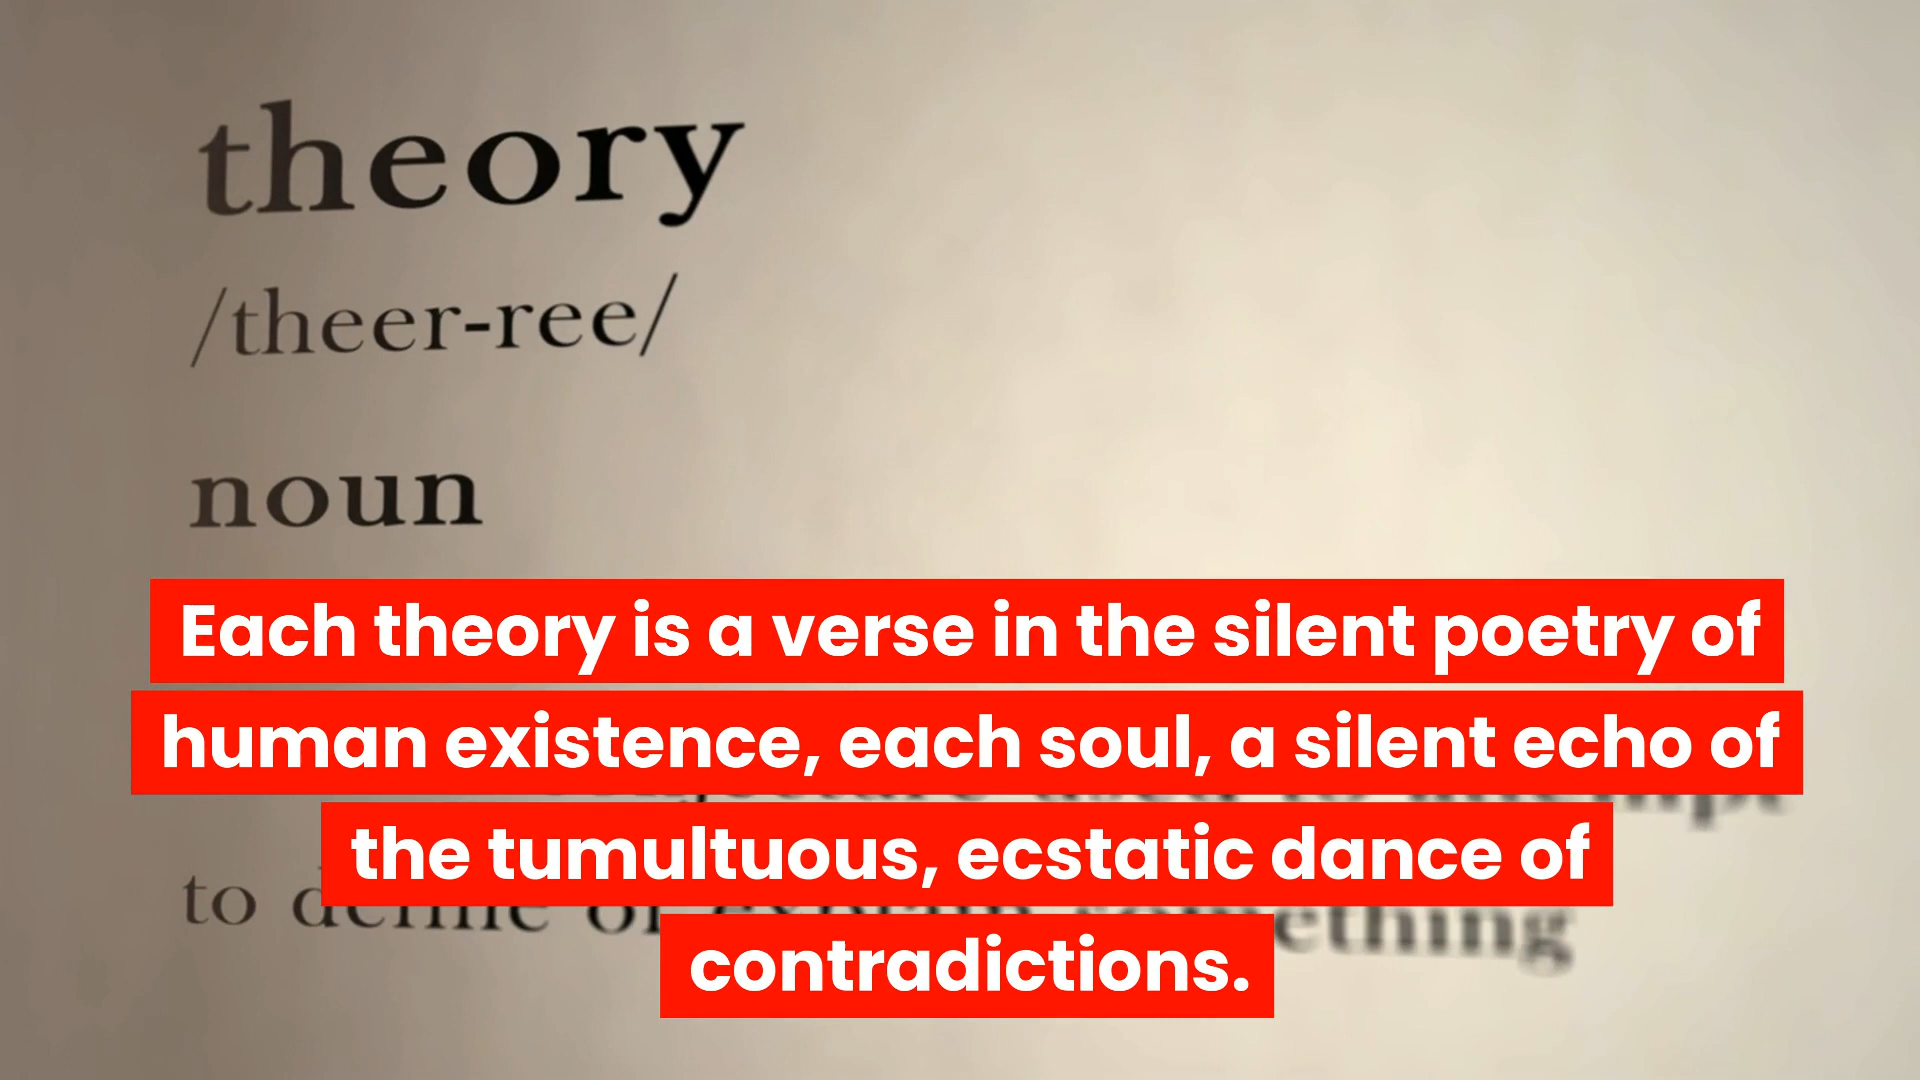 theory
/theer-ree/
noun
Each theory is a verse in the silent poetry of
human existence, each soul, a silent echo of
the tumultuous, ecstatic dance of
to
contradictions.